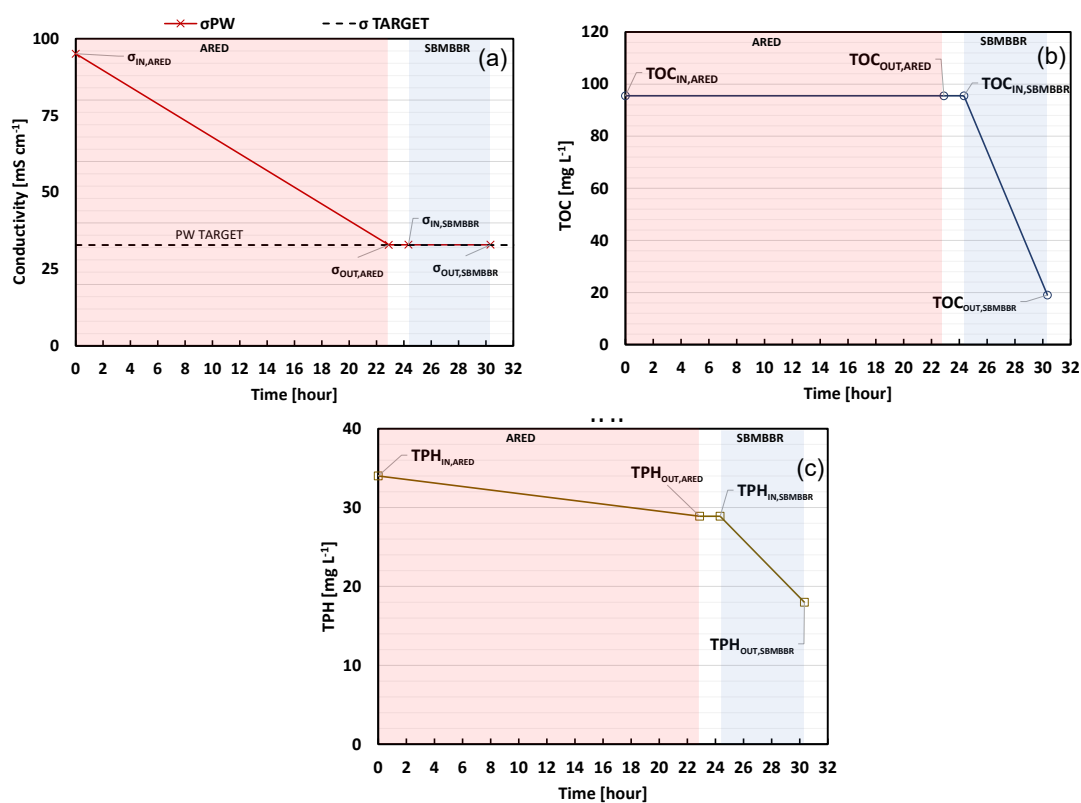 σPW
σ TARGET
ARED
SBMBBR
(a)
100
75
50
25
0
σIN,ARED
σIN,SBMBBR
PW TARGET
σOUT,ARED
σOUT,SBMBBR
Conductivity [mS cm-1]
0 2 4 6 8 10 12 14 16 18 20 22 24 26 28 30 32
Time [hour]
ARED
SBMBBR
(b)
120
100
80
60
40
20
0
TOCIN,ARED
TOCOUT,ARED
TOCIN,SBMBBR
TOCOUT,SBMBBR
TOC [mg L-1]
0 2 4 6 8 10 12 14 16 18 20 22 24 26 28 30 32
Time [hour]
ARED
SBMBBR
(c)
40
30
20
10
0
TPHIN,ARED
TPHOUT,ARED
TPHIN,SBMBBR
TPHOUT,SBMBBR
TPH [mg L-1]
0 2 4 6 8 10 12 14 16 18 20 22 24 26 28 30 32
Time [hour]